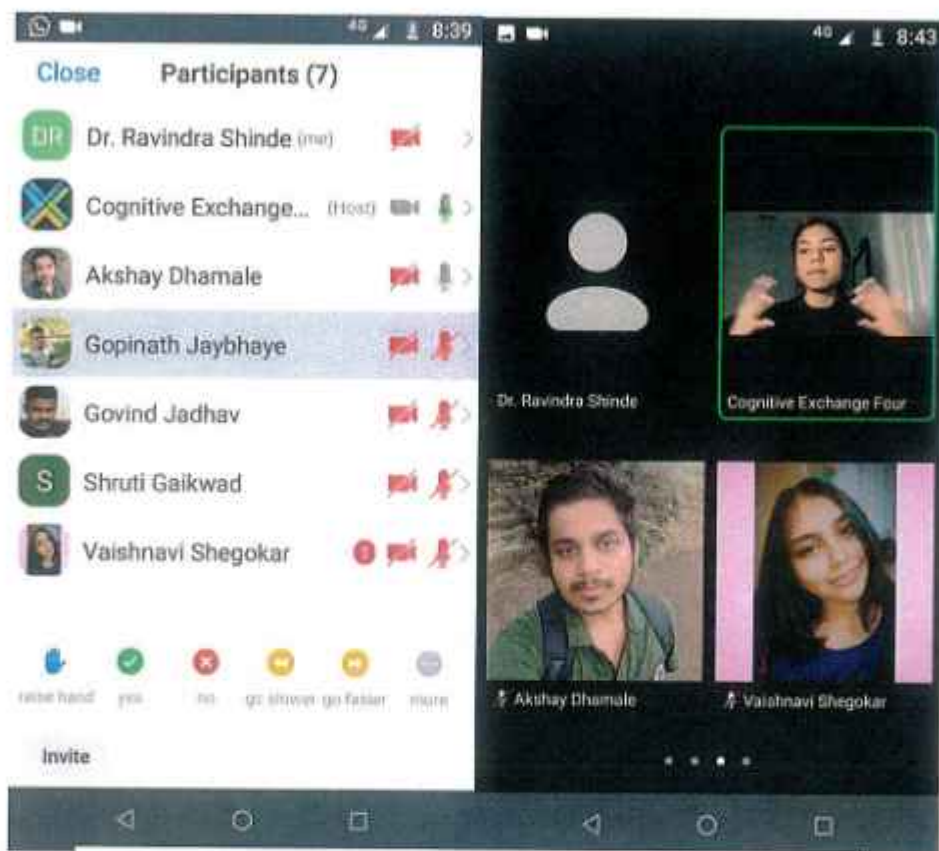 4G 8:39
Close Participants (7)
DR Dr. Ravindra Shinde (me)
Cognitive Exchange... (Host)
Akshay Dhamale
Gopinath Jaybhaye
Govind Jadhav
S Shruti Gaikwad
Vaishnavi Shegokar
raise hand yes no go slower go faster more
Invite
4G 8:43
Dr. Ravindra Shinde
Cognitive Exchange Four
Akshay Dhamale
Vaishnavi Shegokar